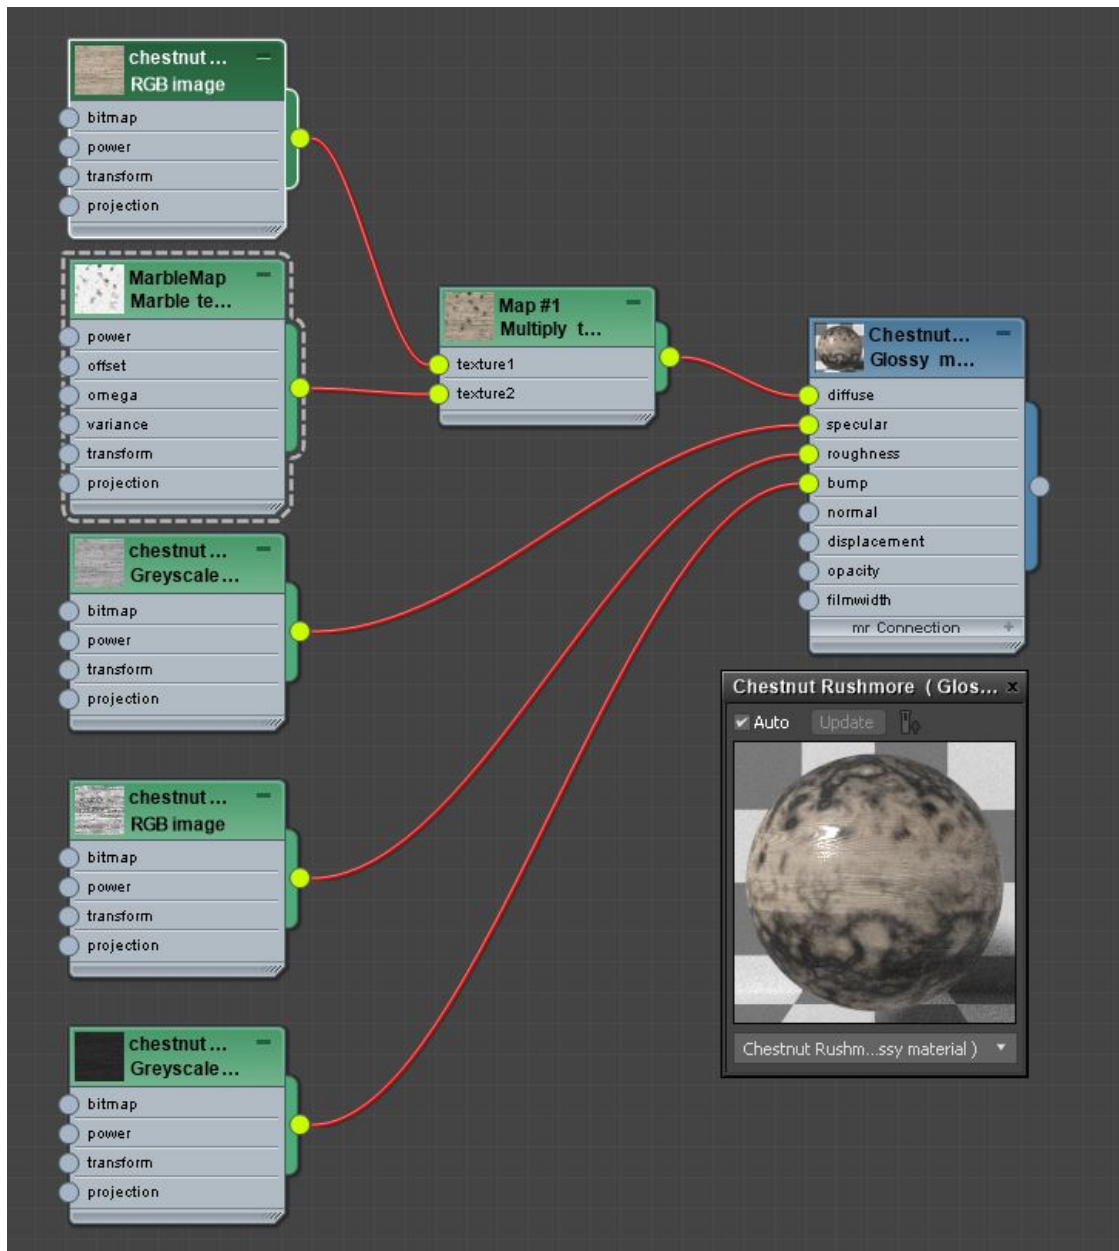 chestnut ...
RGB image
bitmap
power
transform
projection
MarbleMap
Marble te...
power
offset
omega
variance
transform
projection
Map #1
Multiply t...
texture1
texture2
Chestnut...
Glossy m...
diffuse
specular
roughness
bump
normal
displacement
opacity
filmwidth
mr Connection
chestnut ...
Greyscale...
bitmap
power
transform
projection
chestnut ...
RGB image
bitmap
power
transform
projection
chestnut ...
Greyscale...
bitmap
power
transform
projection
Chestnut Rushmore ( Glos... x
Auto Update
Chestnut Rushm...ssy material )